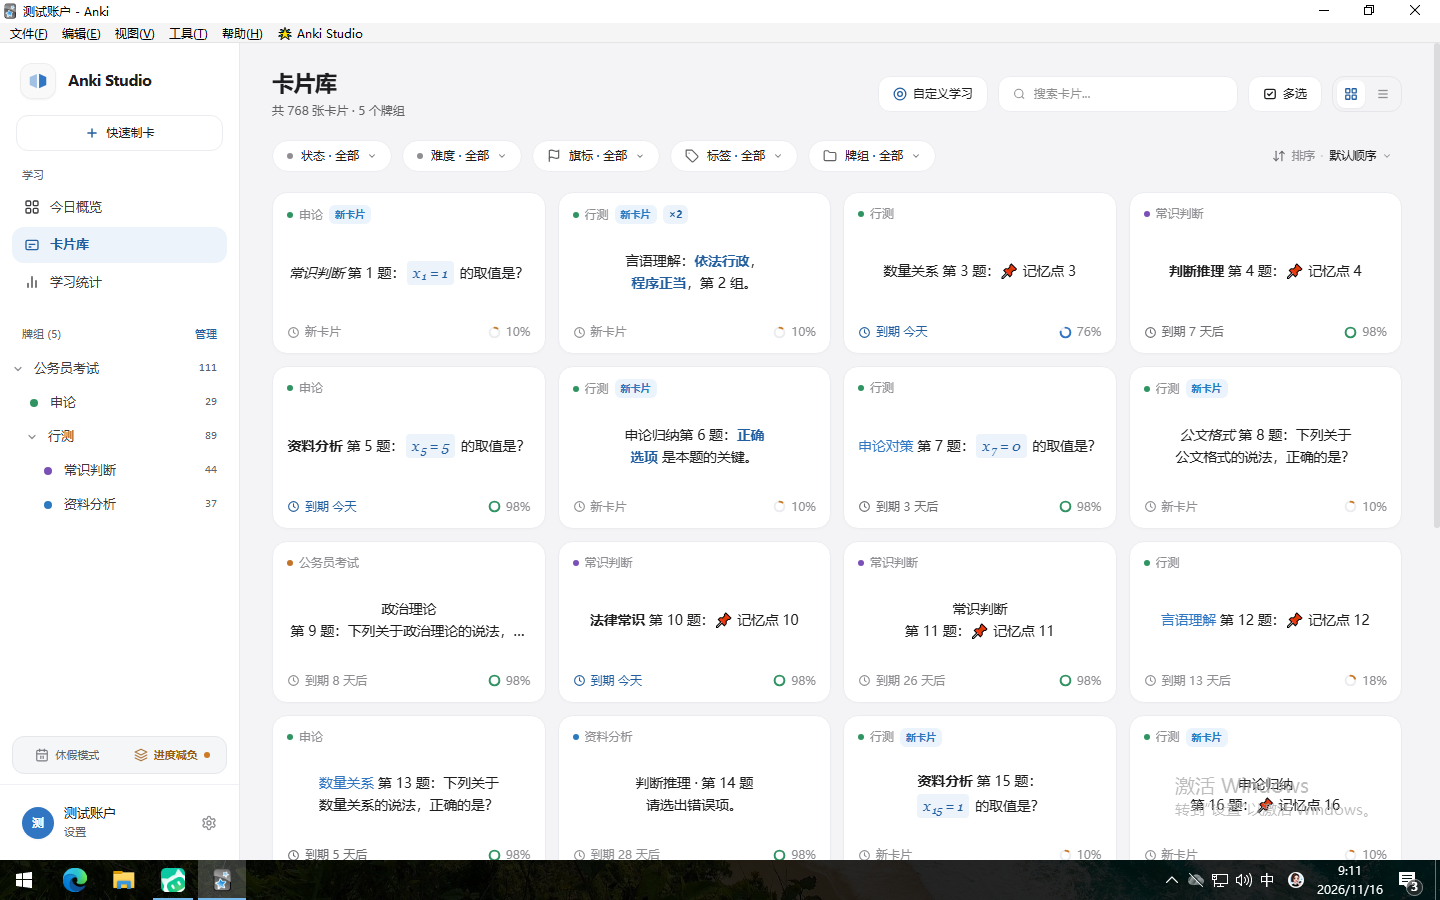 测试账户 - Anki
文件(F) 编辑(E) 视图(V) 工具(T) 帮助(H) Anki Studio
Anki Studio
快速制卡
学习
今日概览
卡片库
学习统计
牌组 (5) 管理
公务员考试 111
申论 29
行测 89
常识判断 44
资料分析 37
休假模式 进度减负
测
测试账户
设置
卡片库
共 768 张卡片 · 5 个牌组
自定义学习
搜索卡片...
多选
状态 · 全部
难度 · 全部
旗标 · 全部
标签 · 全部
牌组 · 全部
排序 · 默认顺序
申论 新卡片
常识判断 第 1 题： x₁ = 1 的取值是？
新卡片 10%
行测 新卡片 ×2
言语理解：依法行政，
程序正当，第 2 组。
新卡片 10%
行测
数量关系 第 3 题：📌 记忆点 3
到期 今天 76%
常识判断
判断推理 第 4 题：📌 记忆点 4
到期 7 天后 98%
申论
资料分析 第 5 题： x₅ = 5 的取值是？
到期 今天 98%
行测 新卡片
申论归纳第 6 题：正确
选项 是本题的关键。
新卡片 10%
行测
申论对策 第 7 题： x₇ = 0 的取值是？
到期 3 天后 98%
行测 新卡片
公文格式 第 8 题：下列关于
公文格式的说法，正确的是？
新卡片 10%
公务员考试
政治理论
第 9 题：下列关于政治理论的说法，...
到期 8 天后 98%
常识判断
法律常识 第 10 题：📌 记忆点 10
到期 今天 98%
常识判断
常识判断
第 11 题：📌 记忆点 11
到期 26 天后 98%
行测
言语理解 第 12 题：📌 记忆点 12
到期 13 天后 18%
申论
数量关系 第 13 题：下列关于
数量关系的说法，正确的是？
到期 5 天后 98%
资料分析
判断推理 · 第 14 题
请选出错误项。
到期 28 天后 98%
行测 新卡片
资料分析 第 15 题：
x₁₅ = 1 的取值是？
新卡片 10%
行测 新卡片
申论归纳
第 16 题：📌 记忆点 16
新卡片 10%
激活 Windows
转到"设置"以激活 Windows。
中
9:11
2026/11/16
3